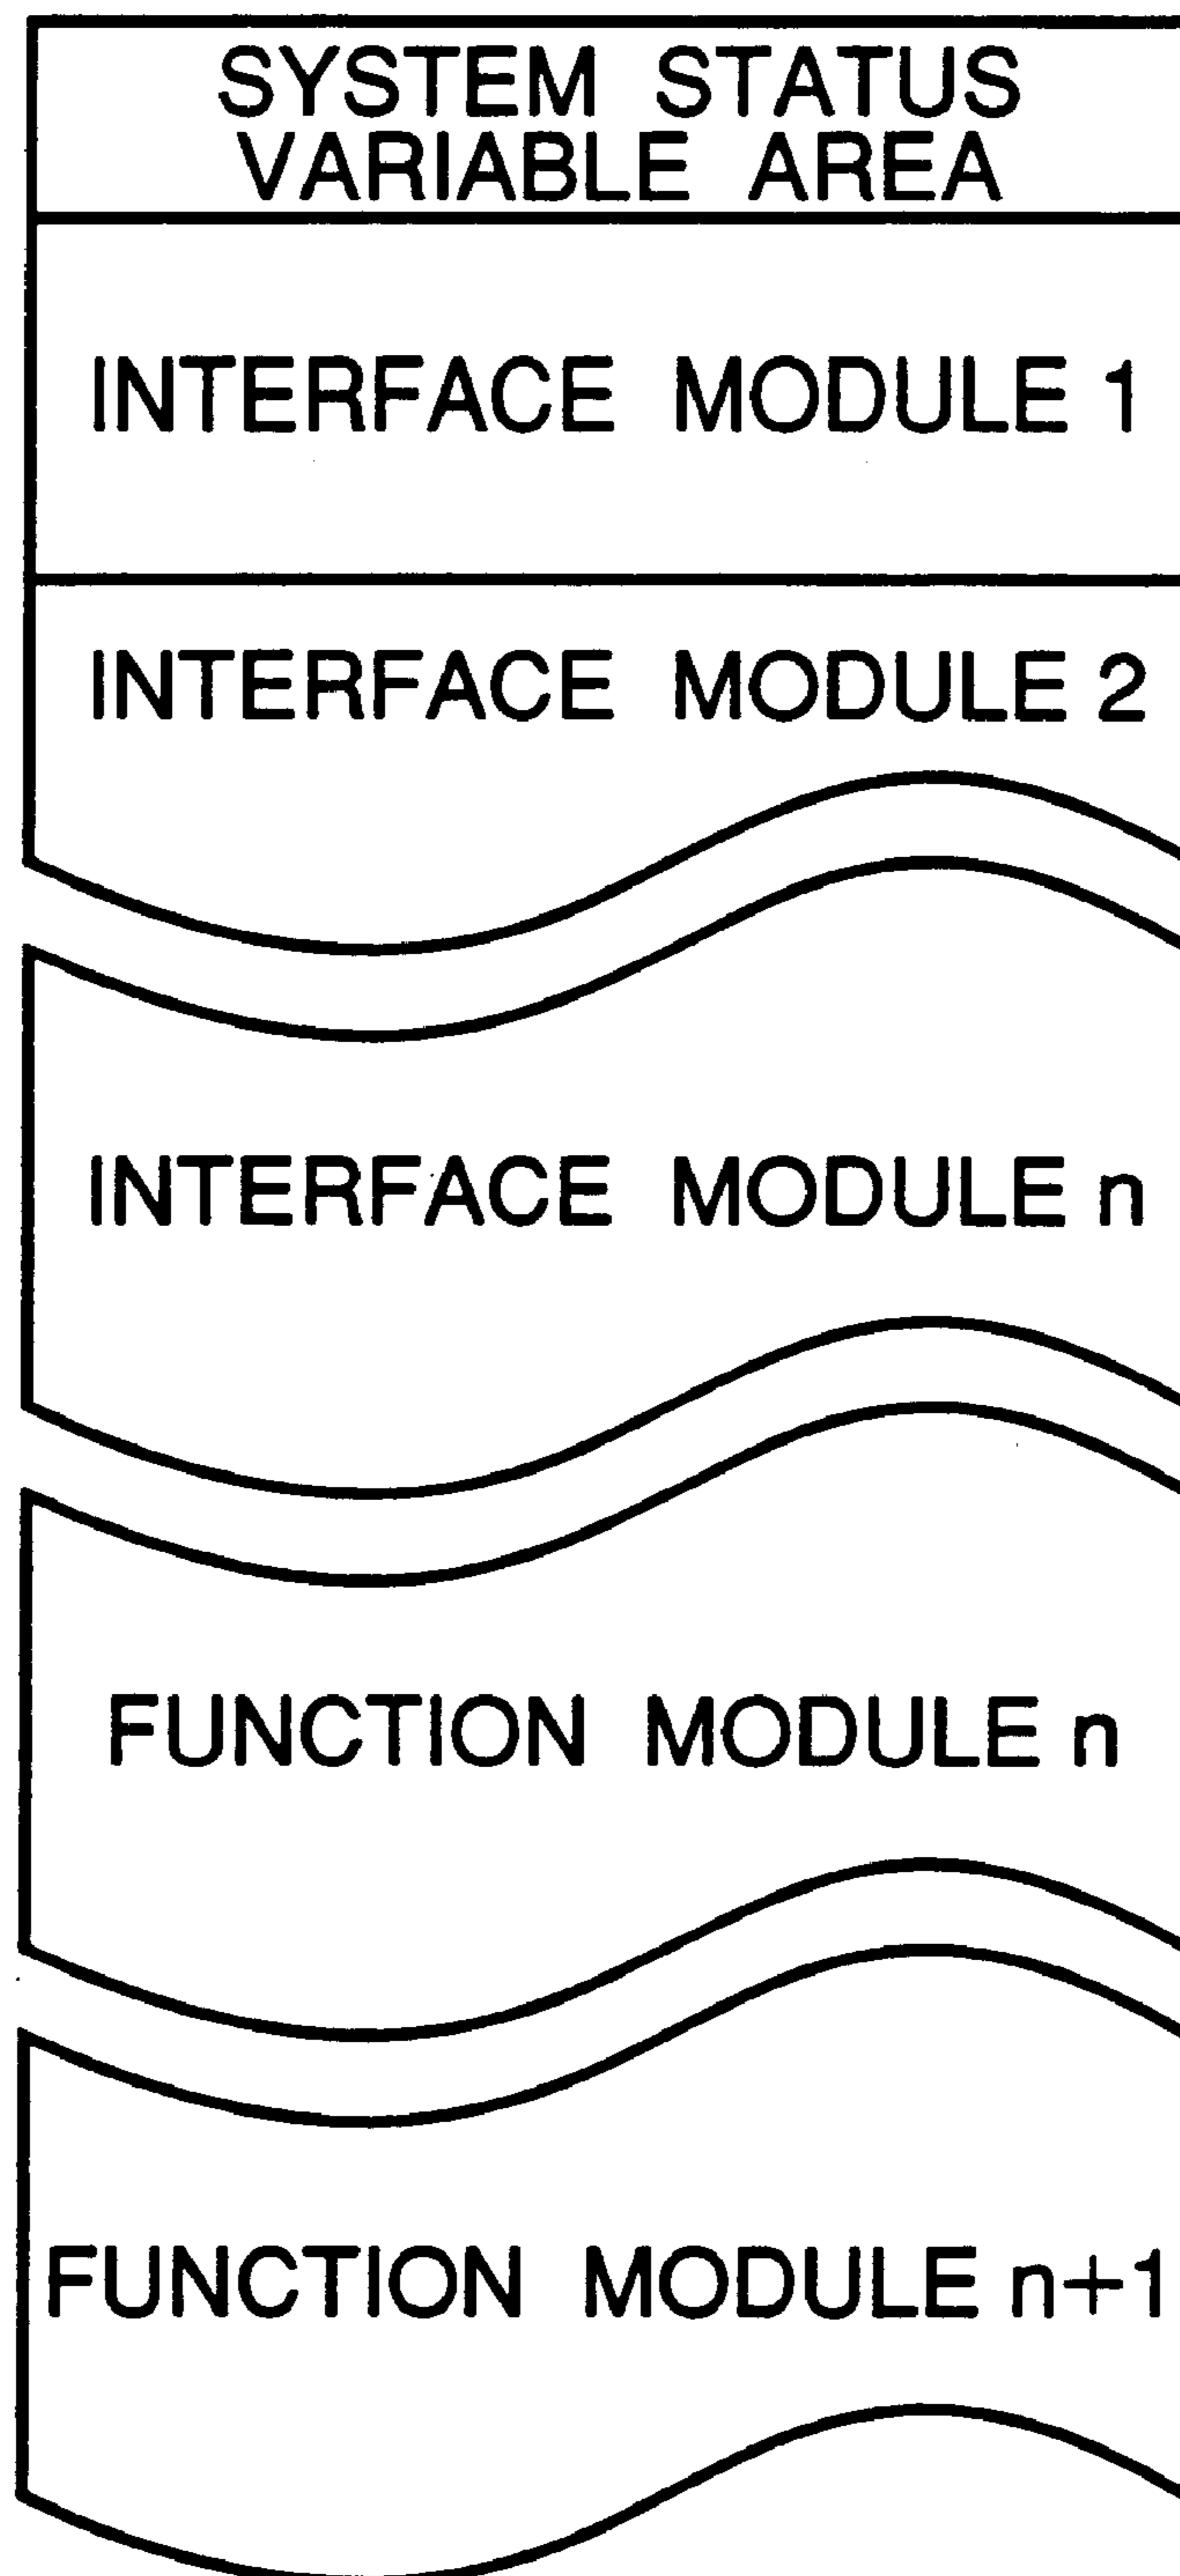 SYSTEM STATUS
VARIABLE AREA
INTERFACE MODULE 1
INTERFACE MODULE 2
INTERFACE MODULE n
FUNCTION MODULE n
FUNCTION MODULE n+1